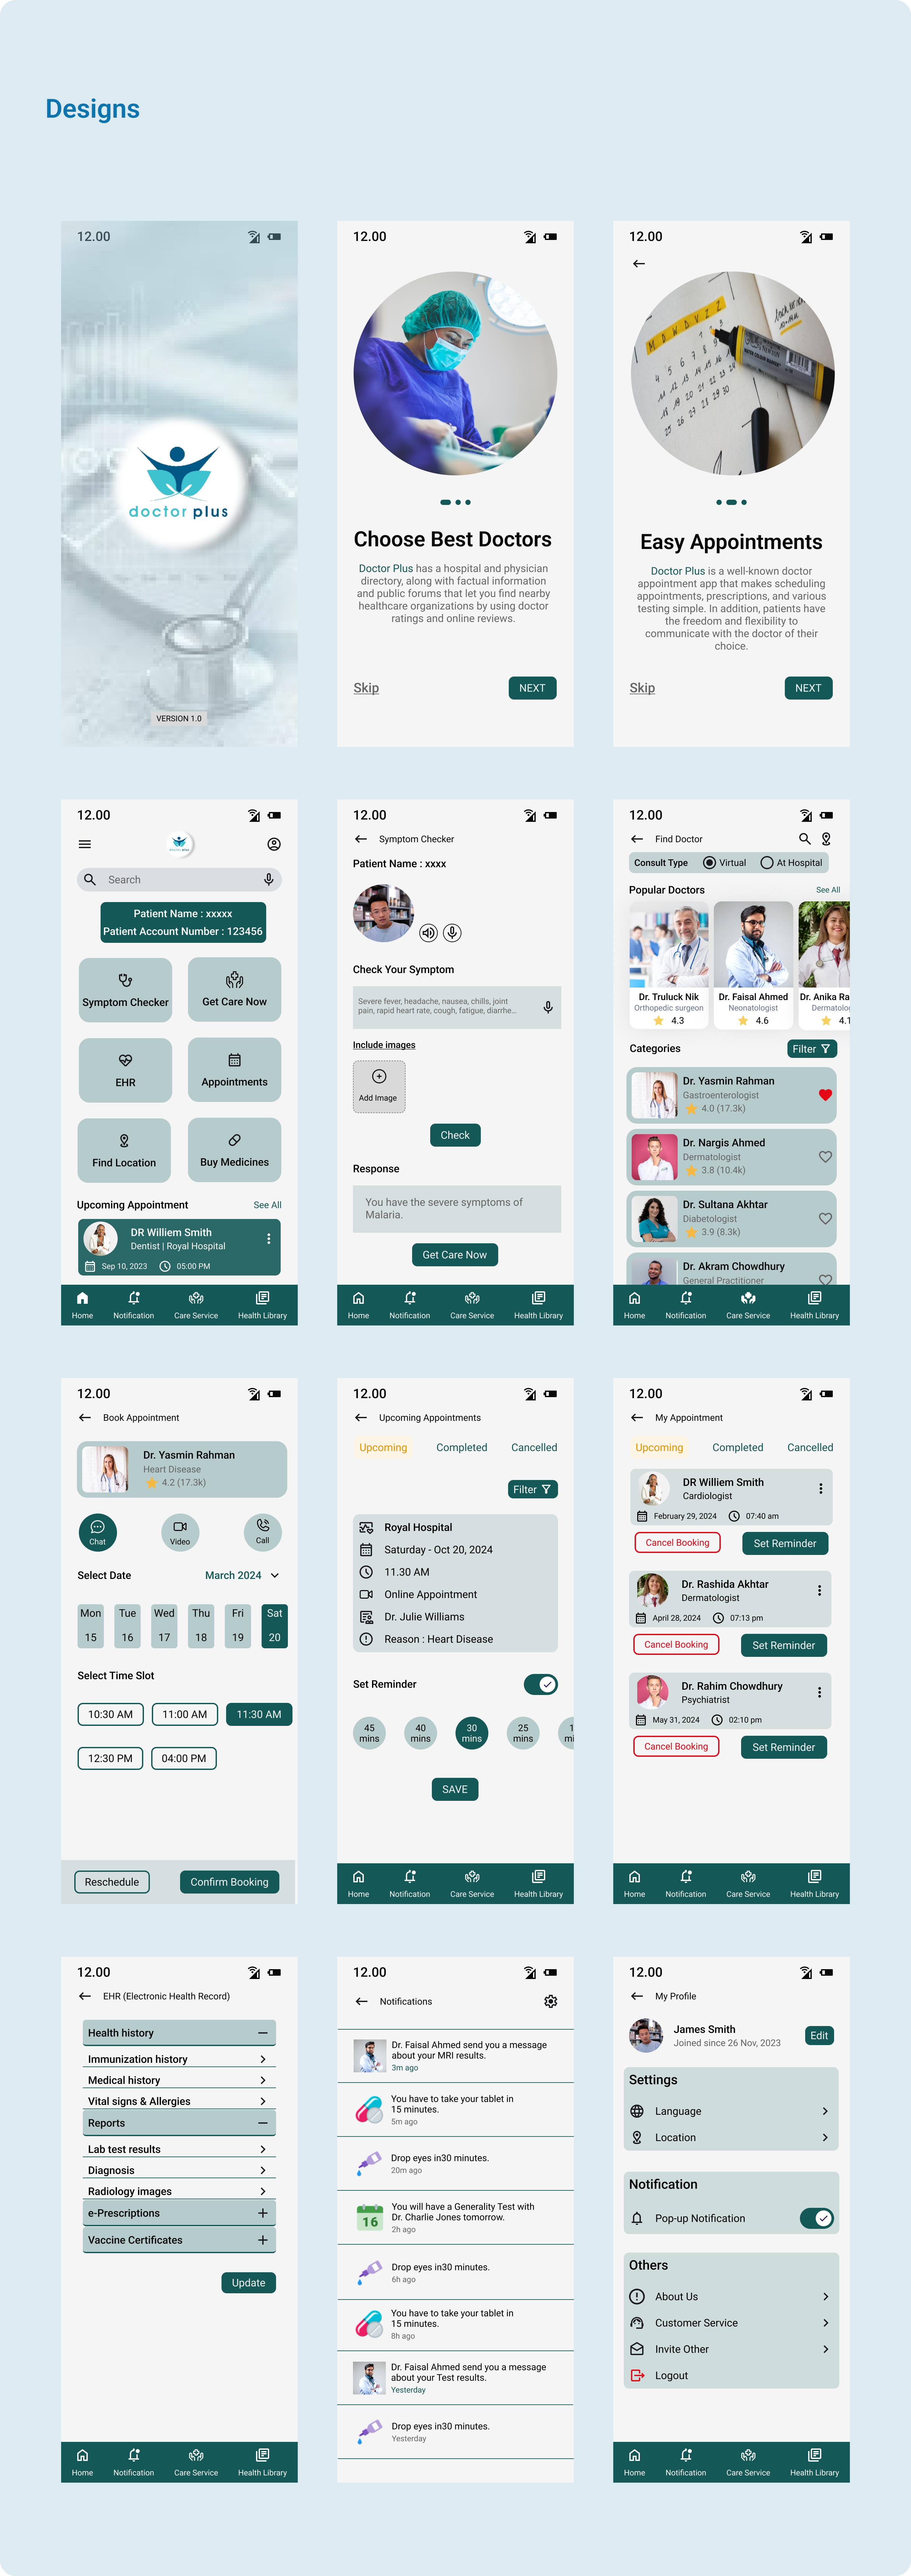 Designs
12.00
doctor plus
VERSION 1.0
12.00
Choose Best Doctors
Doctor Plus has a hospital and physician
directory, along with factual information
and public forums that let you find nearby
healthcare organizations by using doctor
ratings and online reviews.
Skip
NEXT
12.00
M D W D V Z Z
Easy Appointments
Doctor Plus is a well-known doctor
appointment app that makes scheduling
appointments, prescriptions, and various
testing simple. In addition, patients have
the freedom and flexibility to
communicate with the doctor of their
choice.
Skip
NEXT
12.00
doctor plus
Search
Patient Name : xxxxx
Patient Account Number : 123456
Symptom Checker
Get Care Now
EHR
Appointments
Find Location
Buy Medicines
Upcoming Appointment
See All
DR Williem Smith
Dentist | Royal Hospital
Sep 10, 2023
05:00 PM
Home
Notification
Care Service
Health Library
12.00
Symptom Checker
Patient Name : xxxx
Check Your Symptom
Severe fever, headache, nausea, chills, joint
pain, rapid heart rate, cough, fatigue, diarrhe...
Include images
Add Image
Check
Response
You have the severe symptoms of
Malaria.
Get Care Now
Home
Notification
Care Service
Health Library
12.00
Find Doctor
Consult Type
Virtual
At Hospital
Popular Doctors
See All
Dr. Truluck Nik
Orthopedic surgeon
4.3
Dr. Faisal Ahmed
Neonatologist
4.6
Dr. Anika Ra
Dermatolo
4.1
Categories
Filter
Dr. Yasmin Rahman
Gastroenterologist
4.0 (17.3k)
Dr. Nargis Ahmed
Dermatologist
3.8 (10.4k)
Dr. Sultana Akhtar
Diabetologist
3.9 (8.3k)
Dr. Akram Chowdhury
General Practitioner
Home
Notification
Care Service
Health Library
12.00
Book Appointment
Dr. Yasmin Rahman
Heart Disease
4.2 (17.3k)
Chat
Video
Call
Select Date
March 2024
Mon Tue Wed Thu Fri Sat
15 16 17 18 19 20
Select Time Slot
10:30 AM
11:00 AM
11:30 AM
12:30 PM
04:00 PM
Reschedule
Confirm Booking
12.00
Upcoming Appointments
Upcoming
Completed
Cancelled
Filter
Royal Hospital
Saturday - Oct 20, 2024
11.30 AM
Online Appointment
Dr. Julie Williams
Reason : Heart Disease
Set Reminder
45 40 30 25 1
mins mins mins mins mi
SAVE
Home
Notification
Care Service
Health Library
12.00
My Appointment
Upcoming
Completed
Cancelled
DR Williem Smith
Cardiologist
February 29, 2024
07:40 am
Cancel Booking
Set Reminder
Dr. Rashida Akhtar
Dermatologist
April 28, 2024
07:13 pm
Cancel Booking
Set Reminder
Dr. Rahim Chowdhury
Psychiatrist
May 31, 2024
02:10 pm
Cancel Booking
Set Reminder
Home
Notification
Care Service
Health Library
12.00
EHR (Electronic Health Record)
Health history
Immunization history
Medical history
Vital signs & Allergies
Reports
Lab test results
Diagnosis
Radiology images
e-Prescriptions
Vaccine Certificates
Update
Home
Notification
Care Service
Health Library
12.00
Notifications
Dr. Faisal Ahmed send you a message
about your MRI results.
3m ago
You have to take your tablet in
15 minutes.
5m ago
Drop eyes in30 minutes.
20m ago
16
You will have a Generality Test with
Dr. Charlie Jones tomorrow.
2h ago
Drop eyes in30 minutes.
6h ago
You have to take your tablet in
15 minutes.
8h ago
Dr. Faisal Ahmed send you a message
about your Test results.
Yesterday
Drop eyes in30 minutes.
Yesterday
12.00
My Profile
James Smith
Joined since 26 Nov, 2023
Edit
Settings
Language
Location
Notification
Pop-up Notification
Others
About Us
Customer Service
Invite Other
Logout
Home
Notification
Care Service
Health Library